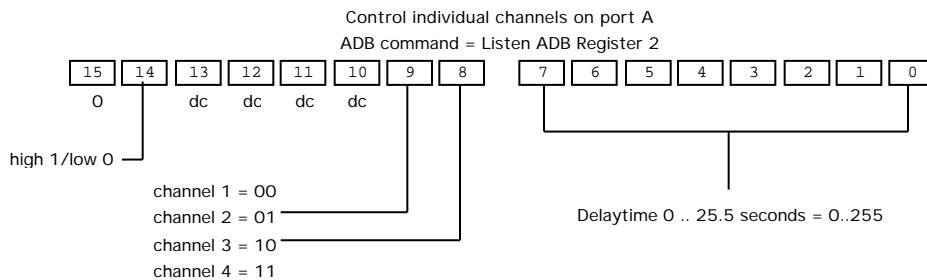 Control individual channels on port A
ADB command = Listen ADB Register 2
15 14 13 12 11 10 9 8 7 6 5 4 3 2 1 0
0 dc dc dc dc
high 1/low 0
channel 1 = 00
channel 2 = 01
channel 3 = 10
channel 4 = 11
Delaytime 0 .. 25.5 seconds = 0..255